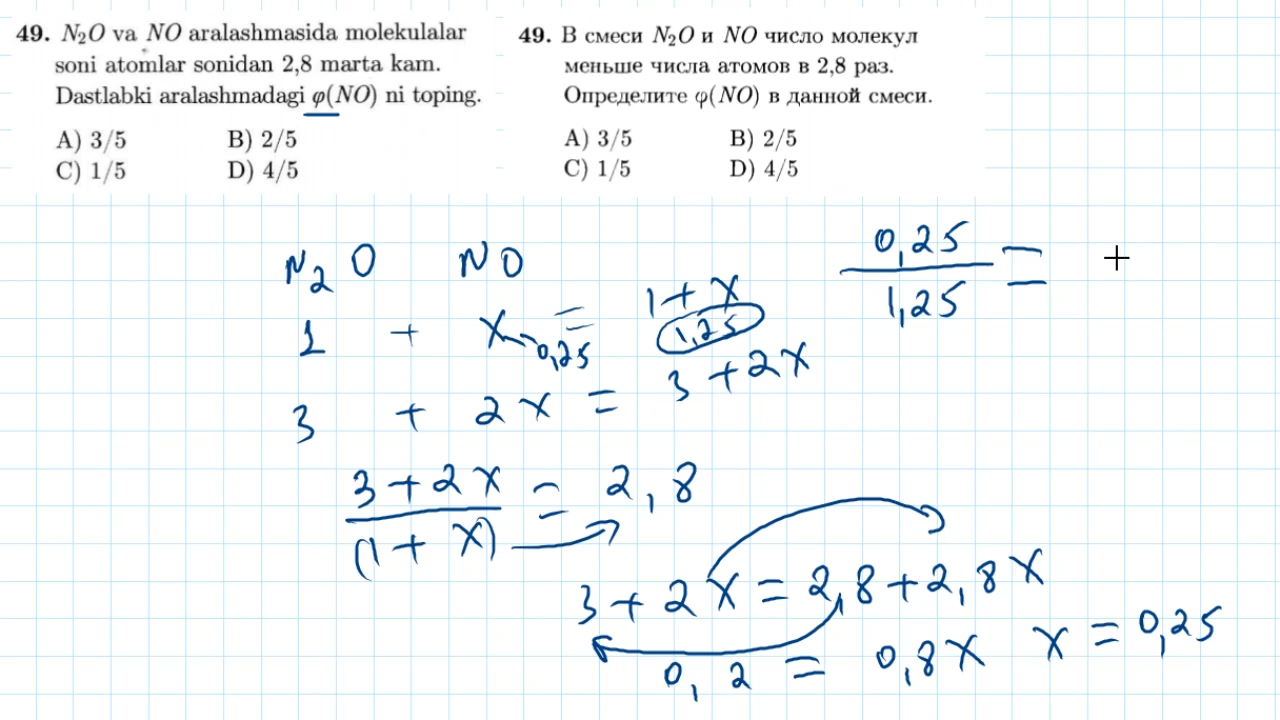 49. N₂O va NO aralashmasida molekulalar
soni atomlar sonidan 2,8 marta kam.
Dastlabki aralashmadagi φ(NO) ni toping.
A) 3/5 B) 2/5
C) 1/5 D) 4/5
49. В смеси N₂O и NO число молекул
меньше числа атомов в 2,8 раз.
Определите φ(NO) в данной смеси.
A) 3/5 B) 2/5
C) 1/5 D) 4/5
N₂O NO
1 + x = 1 + x
0,25 1,25
3 + 2x = 3 + 2x
3 + 2x / (1 + x) = 2,8
3 + 2x = 2,8 + 2,8x
0,2 = 0,8x x = 0,25
0,25 / 1,25 =